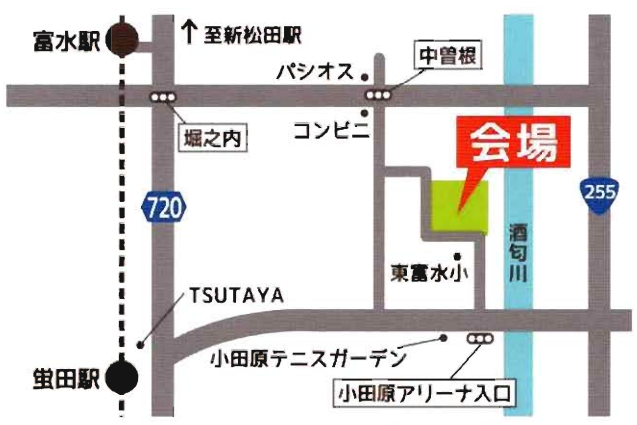 富水駅
↑至新松田駅
パシオス
中曽根
堀之内
コンビニ
会場
720
255
酒匂川
東富水小
TSUTAYA
小田原テニスガーデン
蛍田駅
小田原アリーナ入口